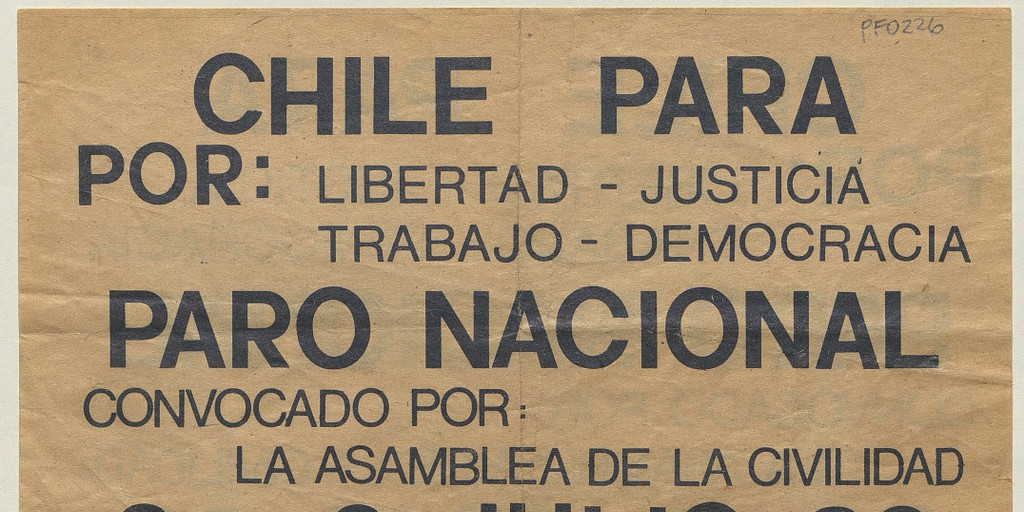 PF0226
CHILE PARA
POR: LIBERTAD - JUSTICIA
TRABAJO - DEMOCRACIA
PARO NACIONAL
CONVOCADO POR:
LA ASAMBLEA DE LA CIVILIDAD